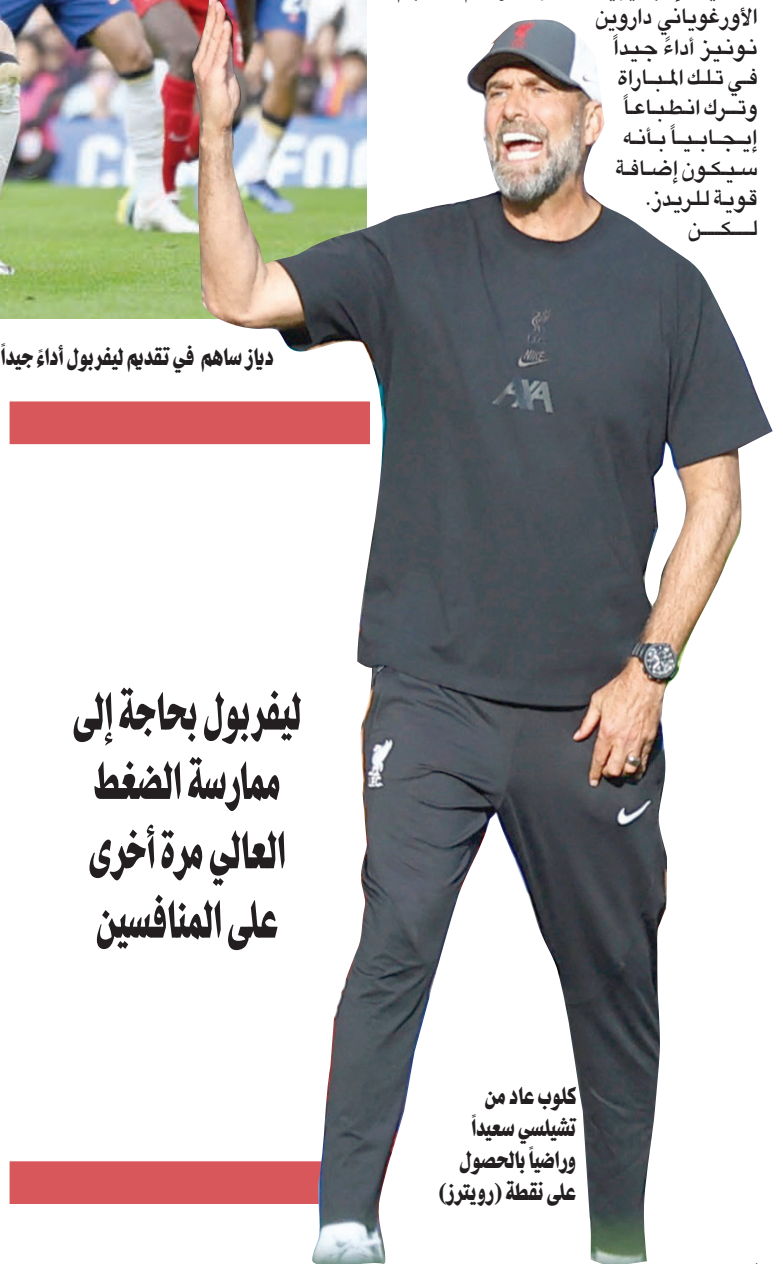 الأورغوياني داروين
نونيز أداءً جيداً
في تلك المباراة
وترك انطباعاً
إيجابياً بأنه
سيكون إضافة
قوية للريدز.
لكن
دياز ساهم في تقديم ليفربول أداءً جيداً
NIKE
AXA
ليفربول بحاجة إلى
ممارسة الضغط
العالي مرة أخرى
على المنافسين
كلوب عاد من
تشيلسي سعيداً
وراضياً بالحصول
على نقطة (رويترز)